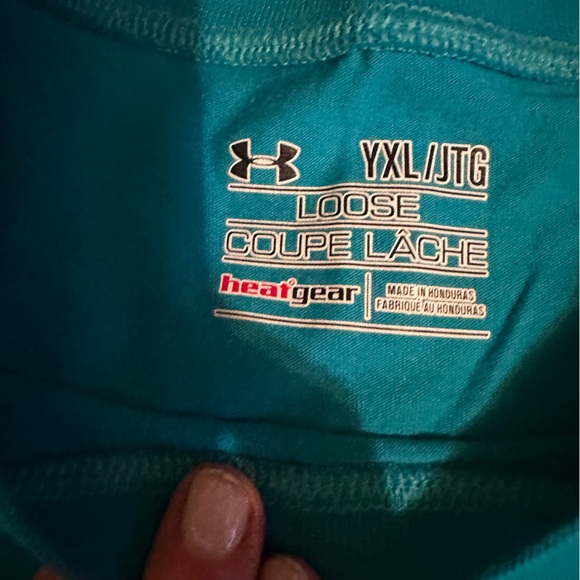 YXL/JTG
LOOSE
COUPE LÂCHE
heatgear
MADE IN HONDURAS
FABRIQUÉ AU HONDURAS